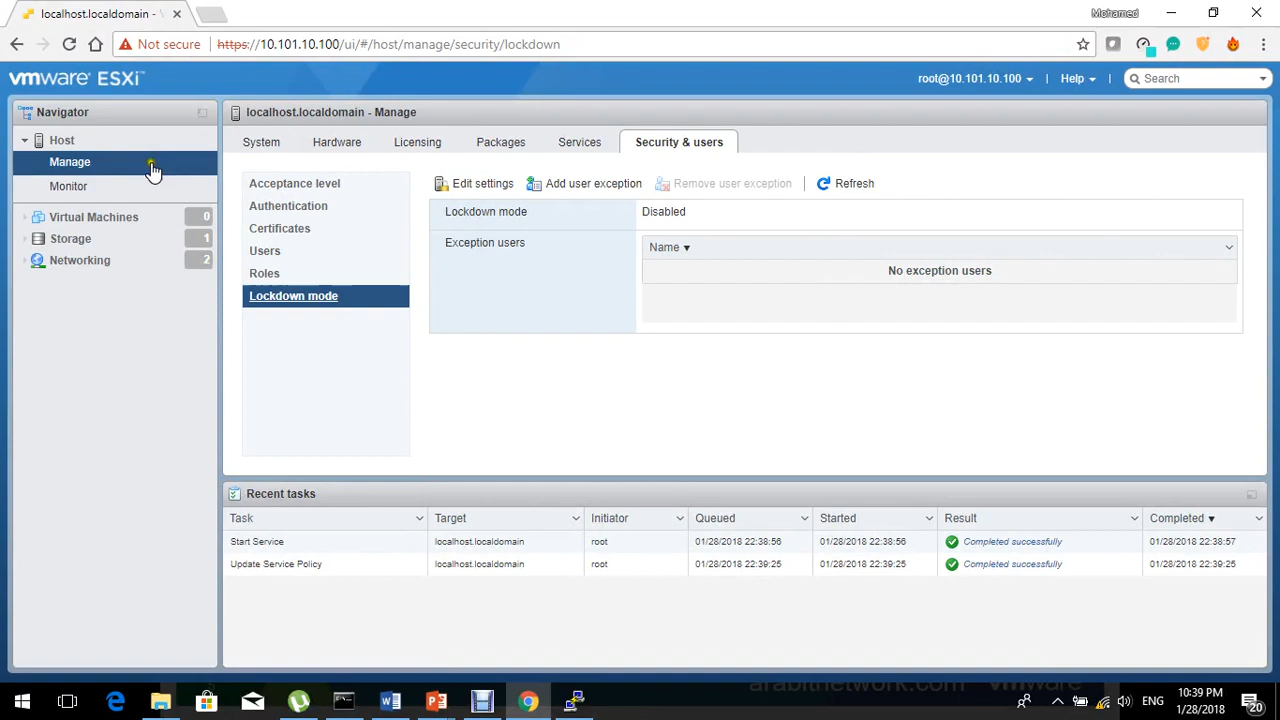 localhost.localdomain -
Mohamed
Not secure
https://10.101.10.100/ui/#/host/manage/security/lockdown
vmware ESXi™
root@10.101.10.100
Help
Search
Navigator
localhost.localdomain - Manage
Host
Manage
Monitor
Virtual Machines 0
Storage 1
Networking 2
System Hardware Licensing Packages Services Security & users
Acceptance level
Authentication
Certificates
Users
Roles
Lockdown mode
Edit settings Add user exception Remove user exception Refresh
Lockdown mode Disabled
Exception users
Name
No exception users
Recent tasks
Task Target Initiator Queued Started Result Completed
Start Service localhost.localdomain root 01/28/2018 22:38:56 01/28/2018 22:38:56 Completed successfully 01/28/2018 22:38:57
Update Service Policy localhost.localdomain root 01/28/2018 22:39:25 01/28/2018 22:39:25 Completed successfully 01/28/2018 22:39:25
arabitnetwork.com vmware
ENG
10:39 PM
1/28/2018
20